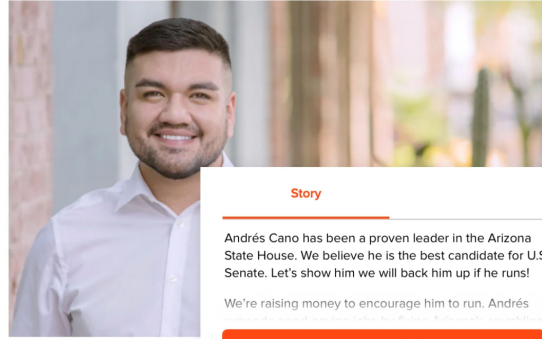 Story
Andrés Cano has been a proven leader in the Arizona
State House. We believe he is the best candidate for U.S
Senate. Let's show him we will back him up if he runs!
We're raising money to encourage him to run. Andrés